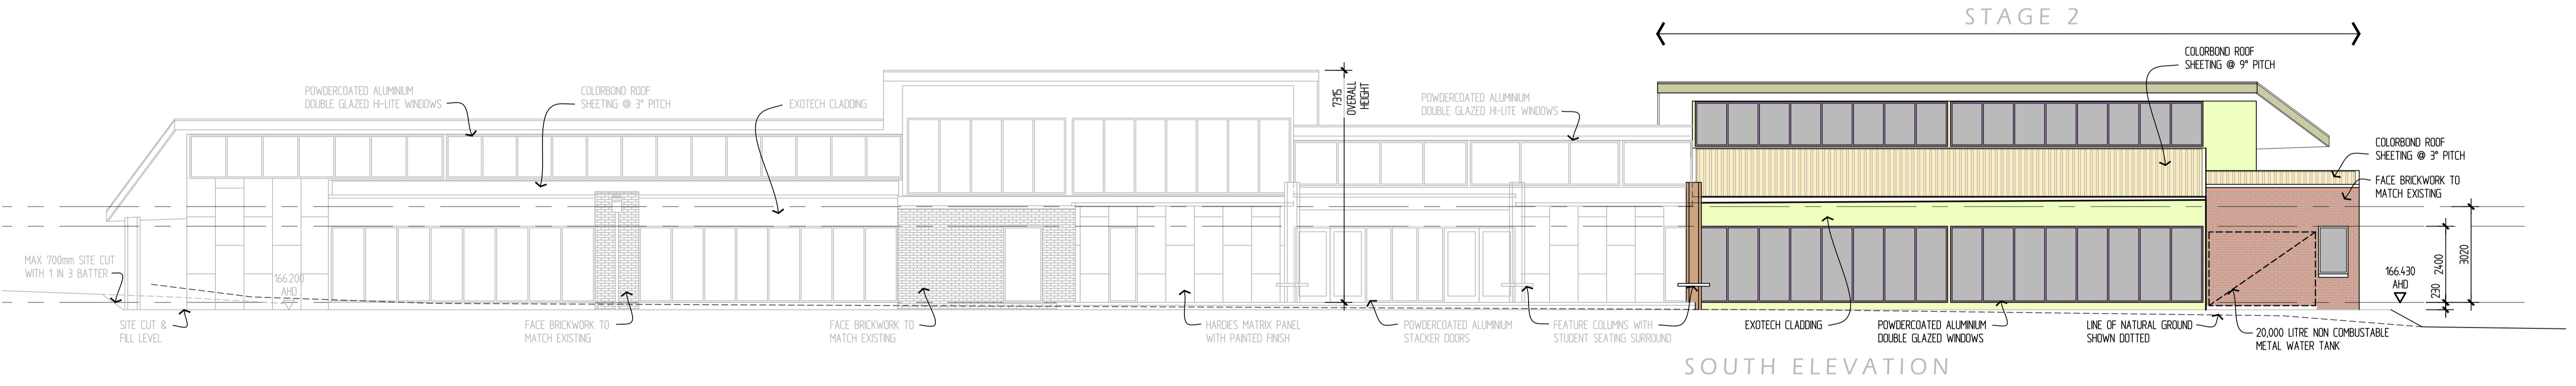 STAGE 2
COLORBOND ROOF
SHEETING @ 9° PITCH
POWDERCOATED ALUMINIUM
DOUBLE GLAZED HI-LITE WINDOWS
COLORBOND ROOF
SHEETING @ 3° PITCH
EXOTECH CLADDING
7315
OVERALL
HEIGHT
POWDERCOATED ALUMINIUM
DOUBLE GLAZED HI-LITE WINDOWS
COLORBOND ROOF
SHEETING @ 3° PITCH
FACE BRICKWORK TO
MATCH EXISTING
MAX 700mm SITE CUT
WITH 1 IN 3 BATTER
166.200
AHD
166.430
AHD
230
2400
3020
SITE CUT &
FILL LEVEL
FACE BRICKWORK TO
MATCH EXISTING
FACE BRICKWORK TO
MATCH EXISTING
HARDIES MATRIX PANEL
WITH PAINTED FINISH
POWDERCOATED ALUMINIUM
STACKER DOORS
FEATURE COLUMNS WITH
STUDENT SEATING SURROUND
EXOTECH CLADDING
POWDERCOATED ALUMINIUM
DOUBLE GLAZED WINDOWS
LINE OF NATURAL GROUND
SHOWN DOTTED
20,000 LITRE NON COMBUSTABLE
METAL WATER TANK
SOUTH ELEVATION